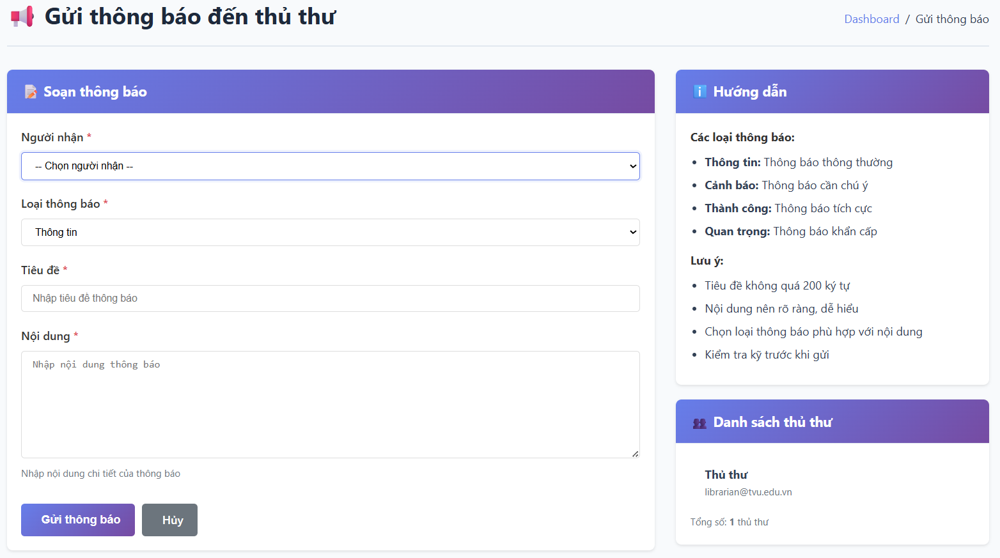 Gửi thông báo đến thủ thư
Dashboard / Gửi thông báo
Soạn thông báo
Người nhận *
-- Chọn người nhận --
Loại thông báo *
Thông tin
Tiêu đề *
Nhập tiêu đề thông báo
Nội dung *
Nhập nội dung thông báo
Nhập nội dung chi tiết của thông báo
Gửi thông báo
Hủy
Hướng dẫn
Các loại thông báo:
• Thông tin: Thông báo thông thường
• Cảnh báo: Thông báo cần chú ý
• Thành công: Thông báo tích cực
• Quan trọng: Thông báo khẩn cấp
Lưu ý:
• Tiêu đề không quá 200 ký tự
• Nội dung nên rõ ràng, dễ hiểu
• Chọn loại thông báo phù hợp với nội dung
• Kiểm tra kỹ trước khi gửi
Danh sách thủ thư
Thủ thư
librarian@tvu.edu.vn
Tổng số: 1 thủ thư